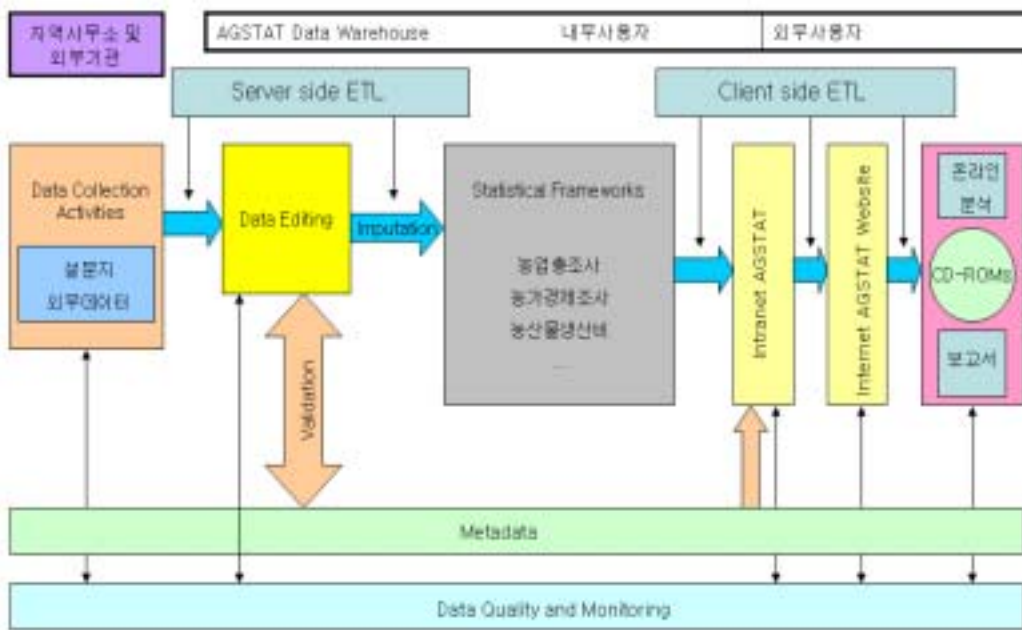 지역사무소 및
외부기관
AGSTAT Data Warehouse 내부사용자 외부사용자
Server side ETL
Client side ETL
Data Collection
Activities
설문지
외부데이터
Data Editing
Imputation
Validation
Statistical Frameworks
농업총조사
농가경제조사
농산물생산비
....
Intranet AGSTAT
Internet AGSTAT Website
온라인
분석
CD-ROMs
보고서
Metadata
Data Quality and Monitoring